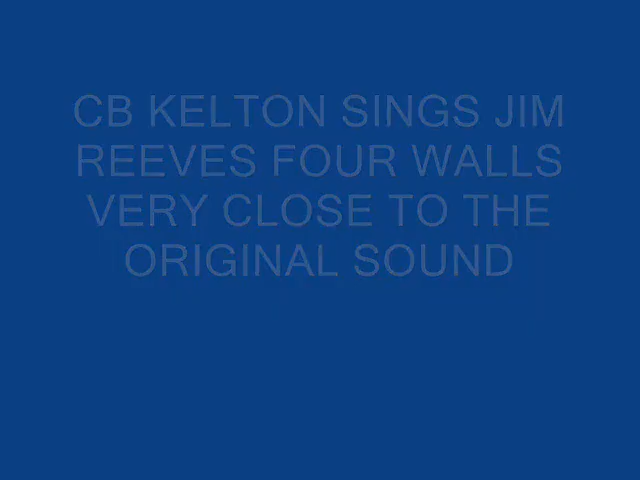 CB KELTON SINGS JIM
REEVES FOUR WALLS
VERY CLOSE TO THE
ORIGINAL SOUND